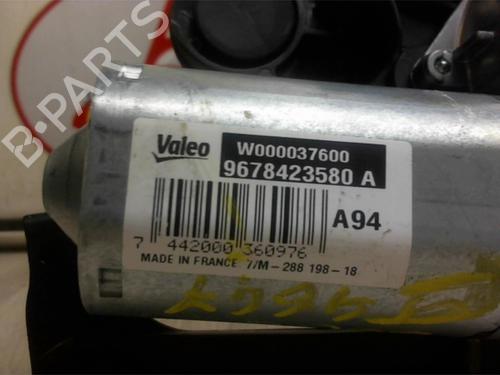 Valeo
W000037600
9678423580 A
A94
7 442000 360976
MADE IN FRANCE 7/M-288 198-18
B-PARTS